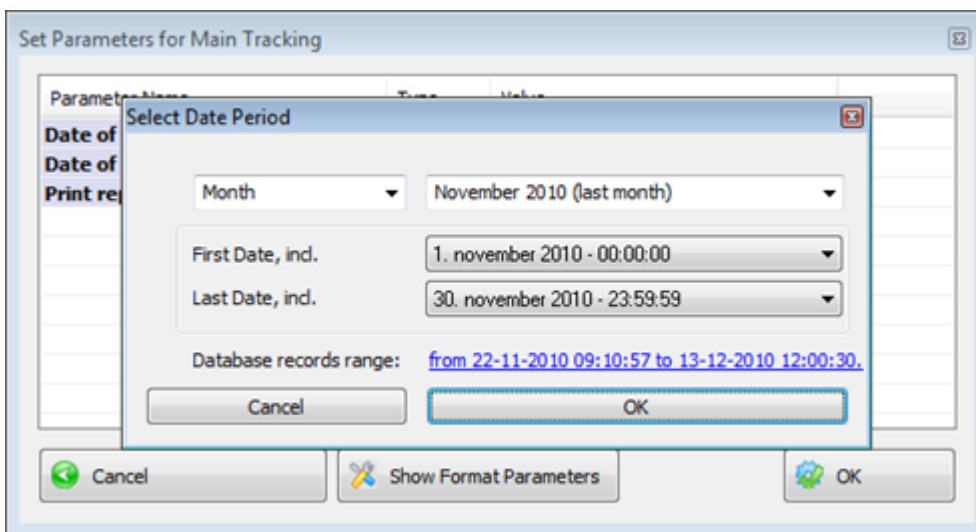 Set Parameters for Main Tracking
Select Date Period
Date of
Date of
Print
Month November 2010 (last month)
First Date, incl. 1. november 2010 - 00:00:00
Last Date, incl. 30. november 2010 - 23:59:59
Database records range: from 22-11-2010 09:10:57 to 13-12-2010 12:00:30.
Cancel OK
Cancel Show Format Parameters OK